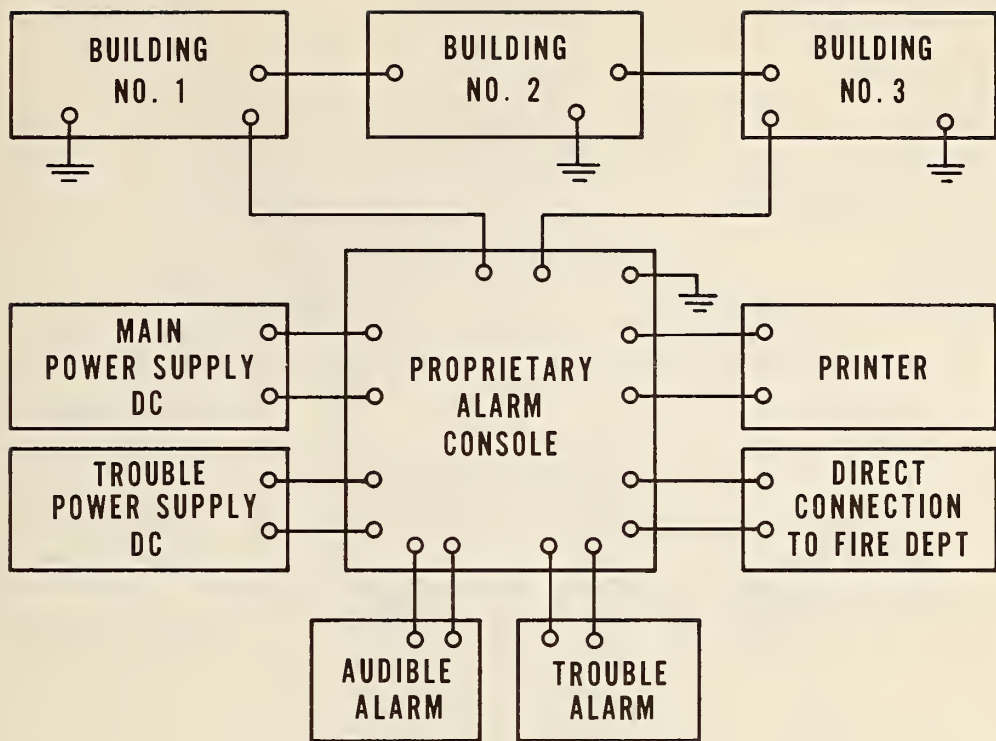 BUILDING
NO. 1
BUILDING
NO. 2
BUILDING
NO. 3
MAIN
POWER SUPPLY
DC
PROPRIETARY
ALARM
CONSOLE
PRINTER
TROUBLE
POWER SUPPLY
DC
DIRECT
CONNECTION
TO FIRE DEPT
AUDIBLE
ALARM
TROUBLE
ALARM